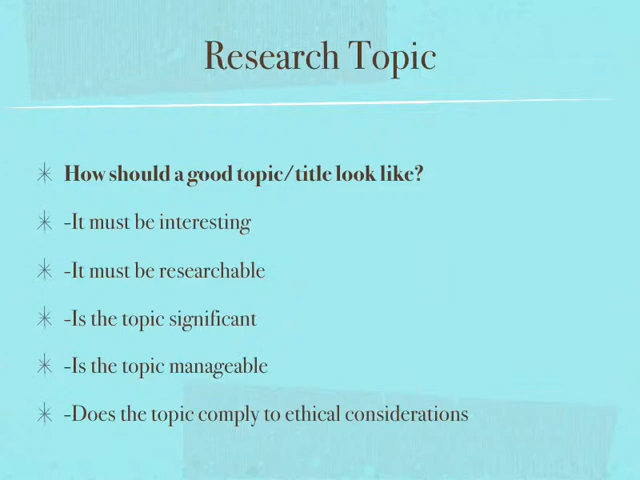 Research Topic
How should a good topic/title look like?
-It must be interesting
-It must be researchable
-Is the topic significant
-Is the topic manageable
-Does the topic comply to ethical considerations